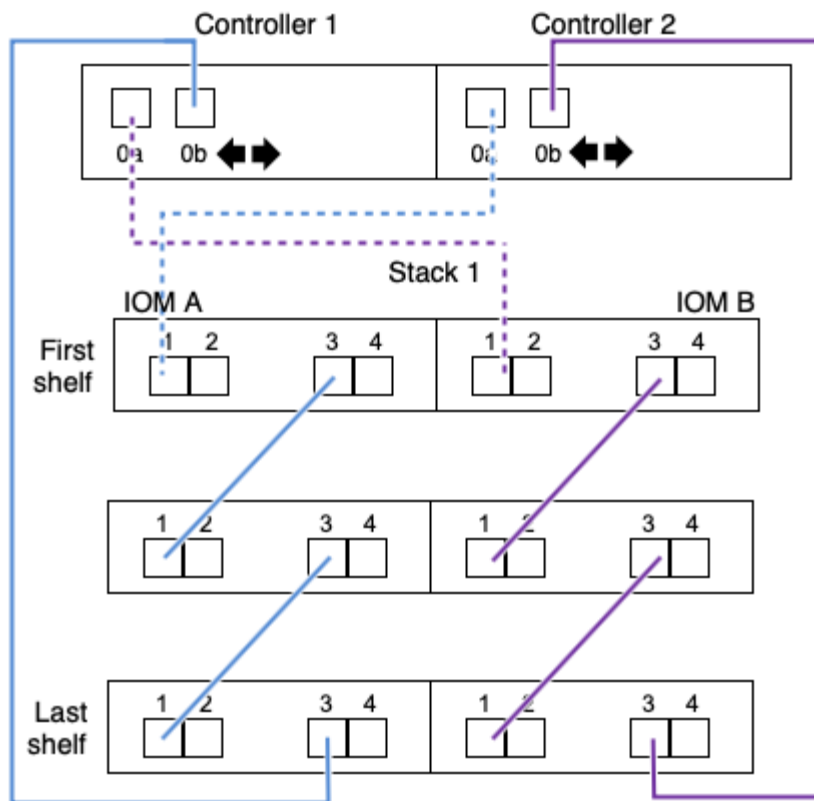 Controller 1 Controller 2
0a 0b 0a 0b
Stack 1
IOM A IOM B
1 2 3 4 1 2 3 4
First
shelf
1 2 3 4 1 2 3 4
1 2 3 4 1 2 3 4
Last
shelf